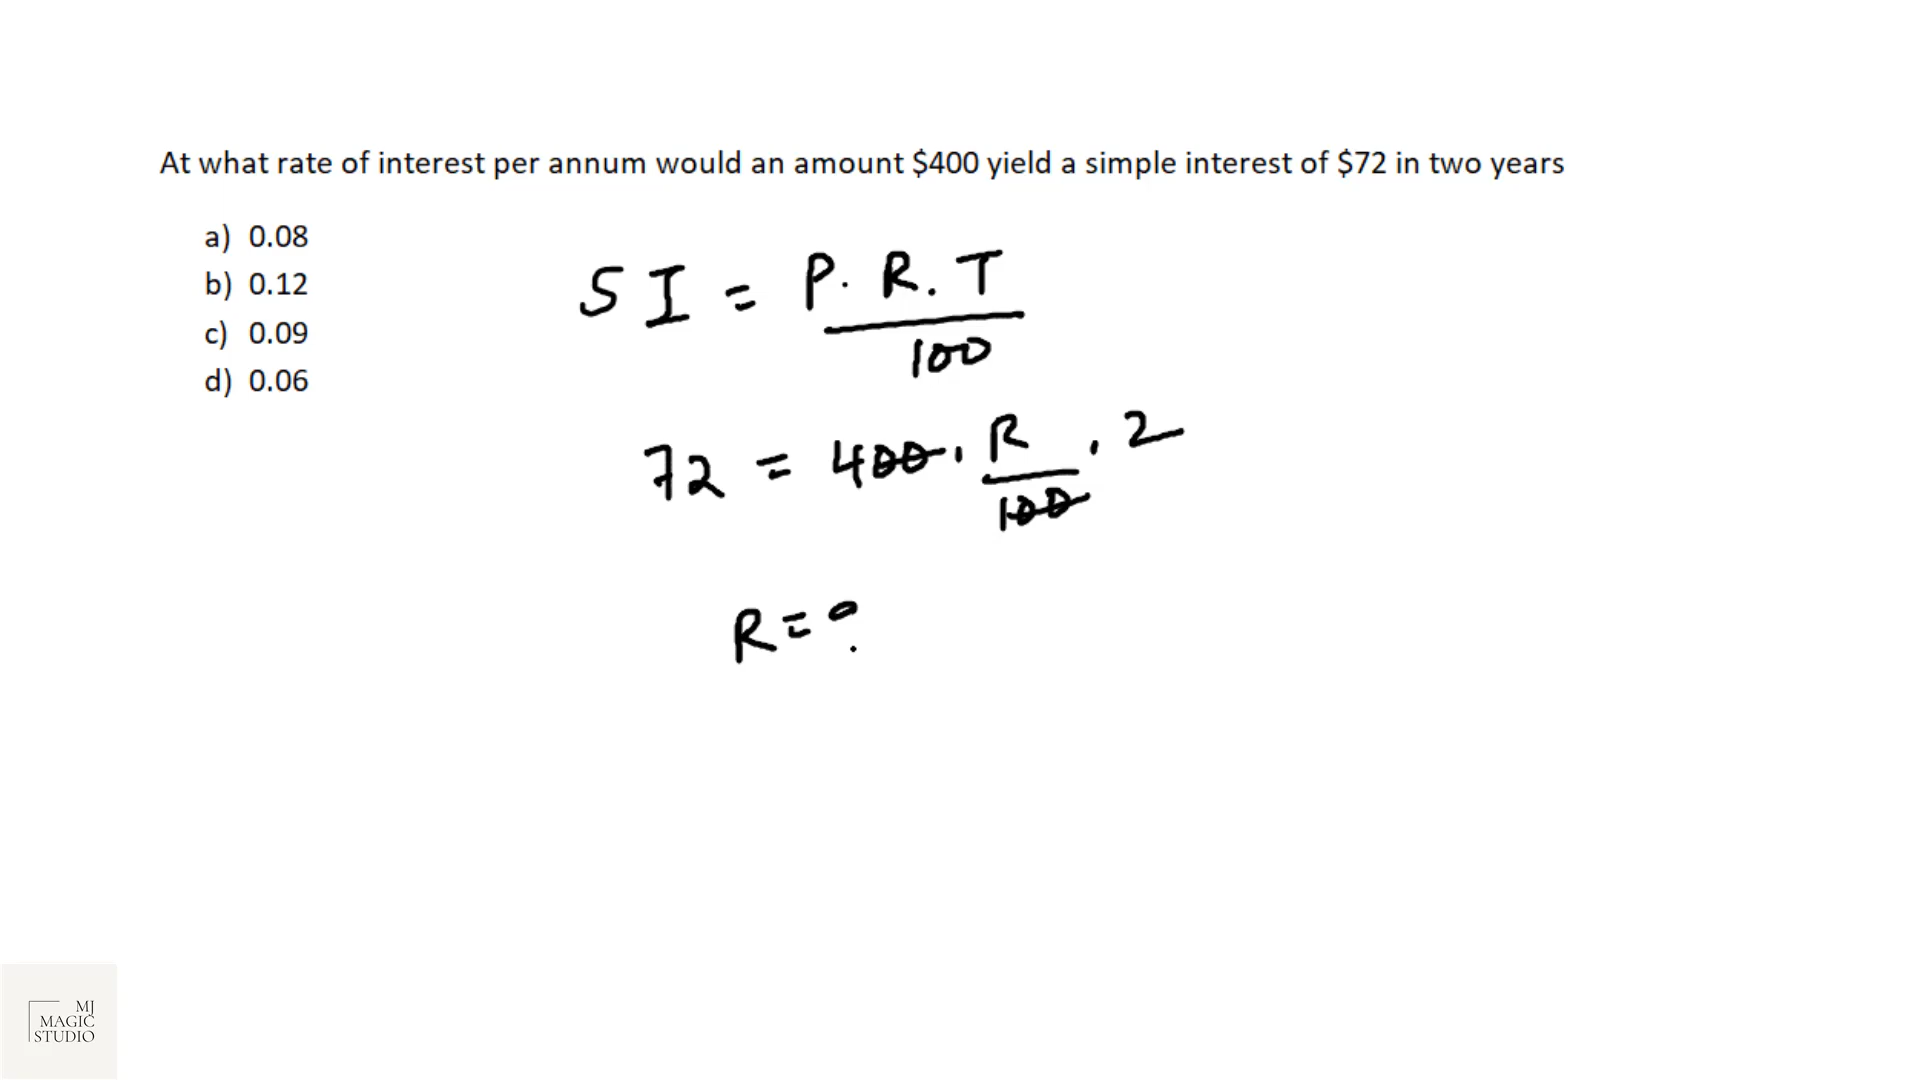 At what rate of interest per annum would an amount $400 yield a simple interest of $72 in two years
a) 0.08
b) 0.12
c) 0.09
d) 0.06
SI = P. R. T
100
72 = 400 . R . 2
100
R = ?
MJ
MAGIC
STUDIO